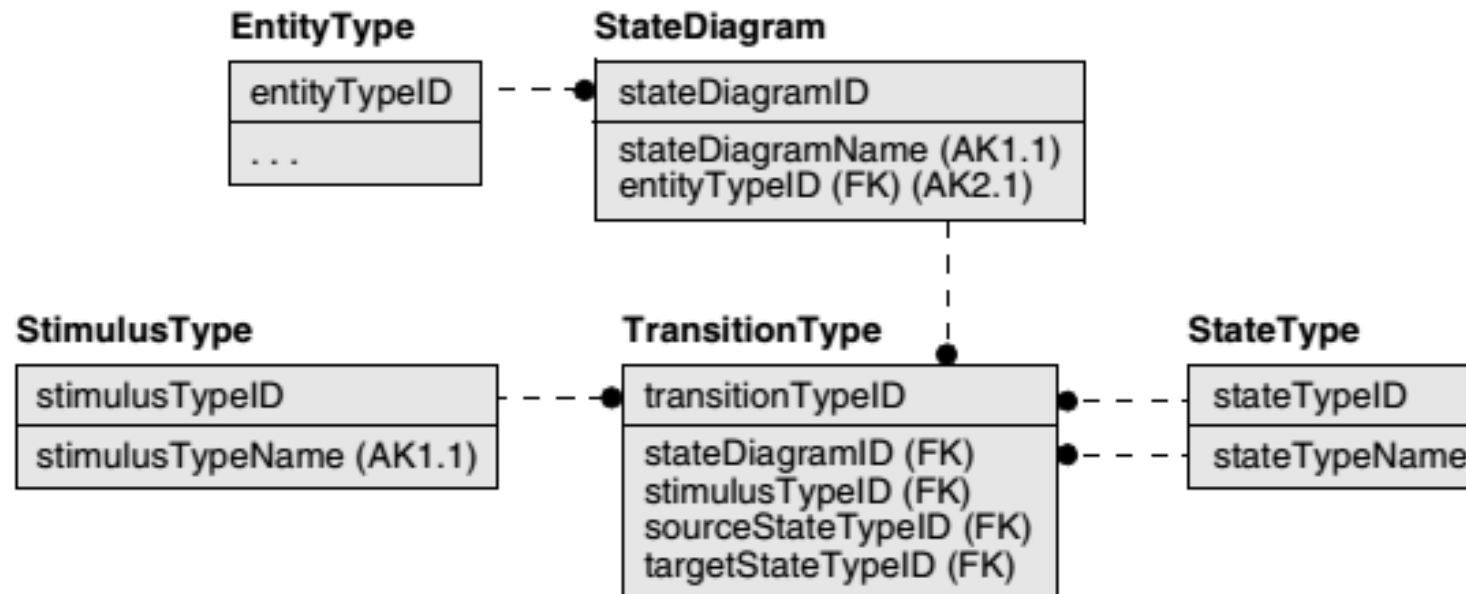 EntityType
entityTypeID
. . .
StateDiagram
stateDiagramID
stateDiagramName (AK1.1)
entityTypeID (FK) (AK2.1)
StimulusType
stimulusTypeID
stimulusTypeName (AK1.1)
TransitionType
transitionTypeID
stateDiagramID (FK)
stimulusTypeID (FK)
sourceStateTypeID (FK)
targetStateTypeID (FK)
StateType
stateTypeID
stateTypeName